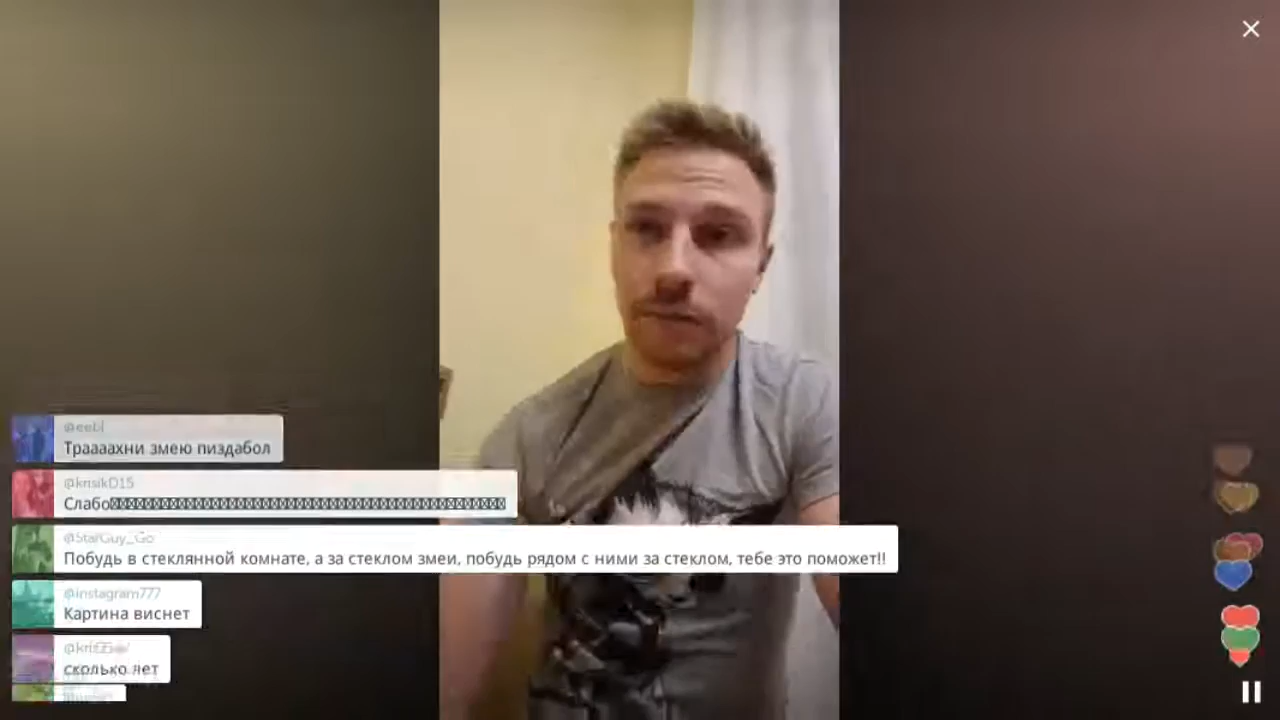 @eebl
Траааахни змею пиздабол
@krisikD15
Слабо
@StarGuy_Go
Побудь в стеклянной комнате, а за стеклом змеи, побудь рядом с ними за стеклом, тебе это поможет!!
@instagram777
Картина виснет
сколько лет